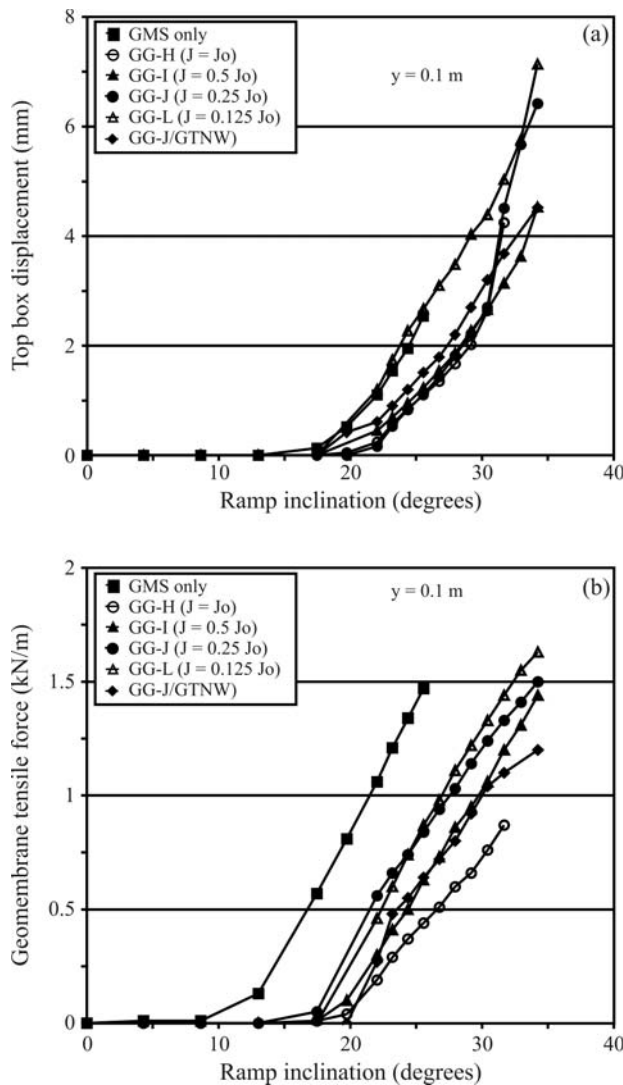 8
6
4
2
0
Top box displacement (mm)
GMS only
GG-H (J = Jo)
GG-I (J = 0.5 Jo)
GG-J (J = 0.25 Jo)
GG-L (J = 0.125 Jo)
GG-J/GTNW)
y = 0.1 m
(a)
0 10 20 30 40
Ramp inclination (degrees)
2
1.5
1
0.5
0
Geomembrane tensile force (kN/m)
GMS only
GG-H (J = Jo)
GG-I (J = 0.5 Jo)
GG-J (J = 0.25 Jo)
GG-L (J = 0.125 Jo)
GG-J/GTNW)
y = 0.1 m
(b)
0 10 20 30 40
Ramp inclination (degrees)